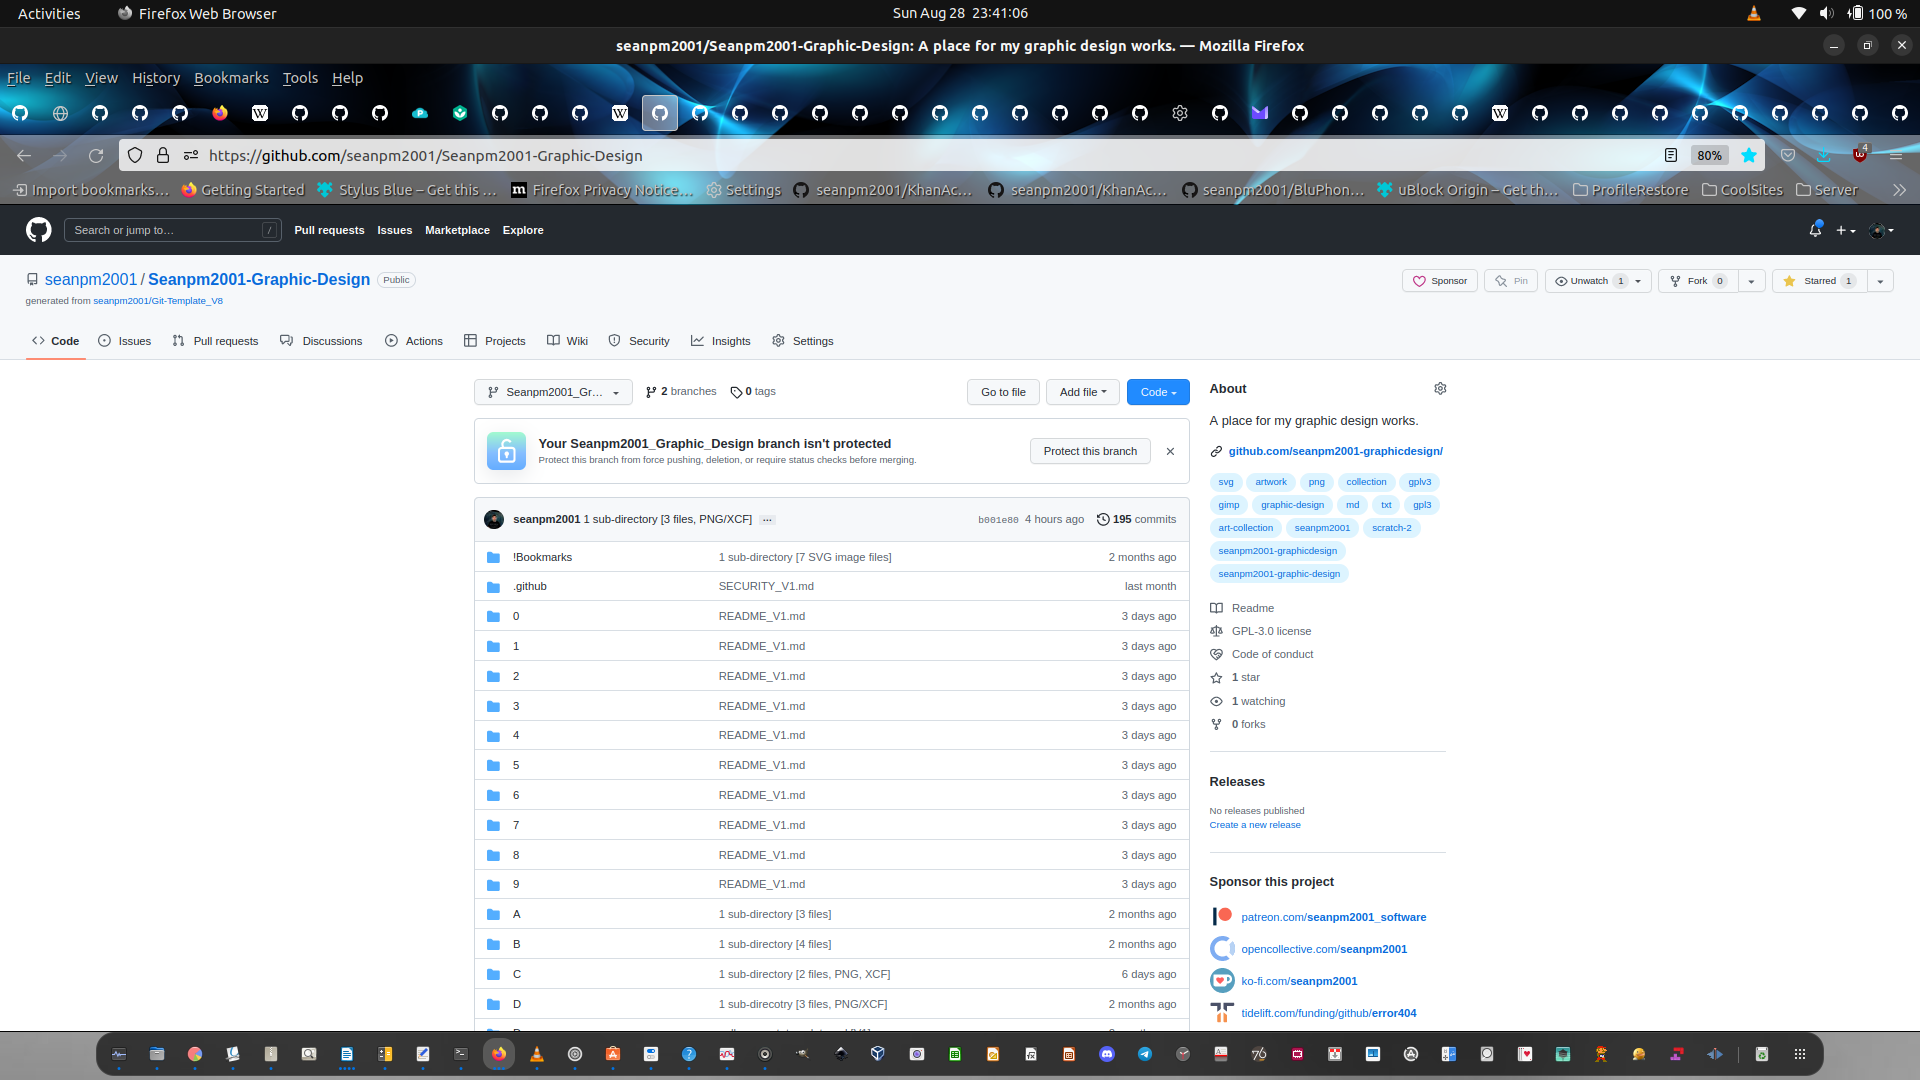 Activities
Firefox Web Browser
Sun Aug 28 23:41:06
100 %
seanpm2001/Seanpm2001-Graphic-Design: A place for my graphic design works. — Mozilla Firefox
File Edit View History Bookmarks Tools Help
https://github.com/seanpm2001/Seanpm2001-Graphic-Design
80%
4
Import bookmarks… Getting Started Stylus Blue – Get this … Firefox Privacy Notice… Settings seanpm2001/KhanAc… seanpm2001/KhanAc… seanpm2001/BluPhon… uBlock Origin – Get th… ProfileRestore CoolSites Server
Search or jump to… /
Pull requests Issues Marketplace Explore
seanpm2001 / Seanpm2001-Graphic-Design Public
generated from seanpm2001/Git-Template_V8
Sponsor Pin Unwatch 1 Fork 0 Starred 1
Code Issues Pull requests Discussions Actions Projects Wiki Security Insights Settings
Seanpm2001_Gr… 2 branches 0 tags
Go to file Add file Code
Your Seanpm2001_Graphic_Design branch isn't protected
Protect this branch from force pushing, deletion, or require status checks before merging.
Protect this branch
seanpm2001 1 sub-directory [3 files, PNG/XCF] … b001e80 4 hours ago 195 commits
!Bookmarks 1 sub-directory [7 SVG image files] 2 months ago
.github SECURITY_V1.md last month
0 README_V1.md 3 days ago
1 README_V1.md 3 days ago
2 README_V1.md 3 days ago
3 README_V1.md 3 days ago
4 README_V1.md 3 days ago
5 README_V1.md 3 days ago
6 README_V1.md 3 days ago
7 README_V1.md 3 days ago
8 README_V1.md 3 days ago
9 README_V1.md 3 days ago
A 1 sub-directory [3 files] 2 months ago
B 1 sub-directory [4 files] 2 months ago
C 1 sub-directory [2 files, PNG, XCF] 6 days ago
D 1 sub-direcotry [3 files, PNG/XCF] 2 months ago
About
A place for my graphic design works.
github.com/seanpm2001-graphicdesign/
svg artwork png collection gplv3
gimp graphic-design md txt gpl3
art-collection seanpm2001 scratch-2
seanpm2001-graphicdesign
seanpm2001-graphic-design
Readme
GPL-3.0 license
Code of conduct
1 star
1 watching
0 forks
Releases
No releases published
Create a new release
Sponsor this project
patreon.com/seanpm2001_software
opencollective.com/seanpm2001
ko-fi.com/seanpm2001
tidelift.com/funding/github/error404